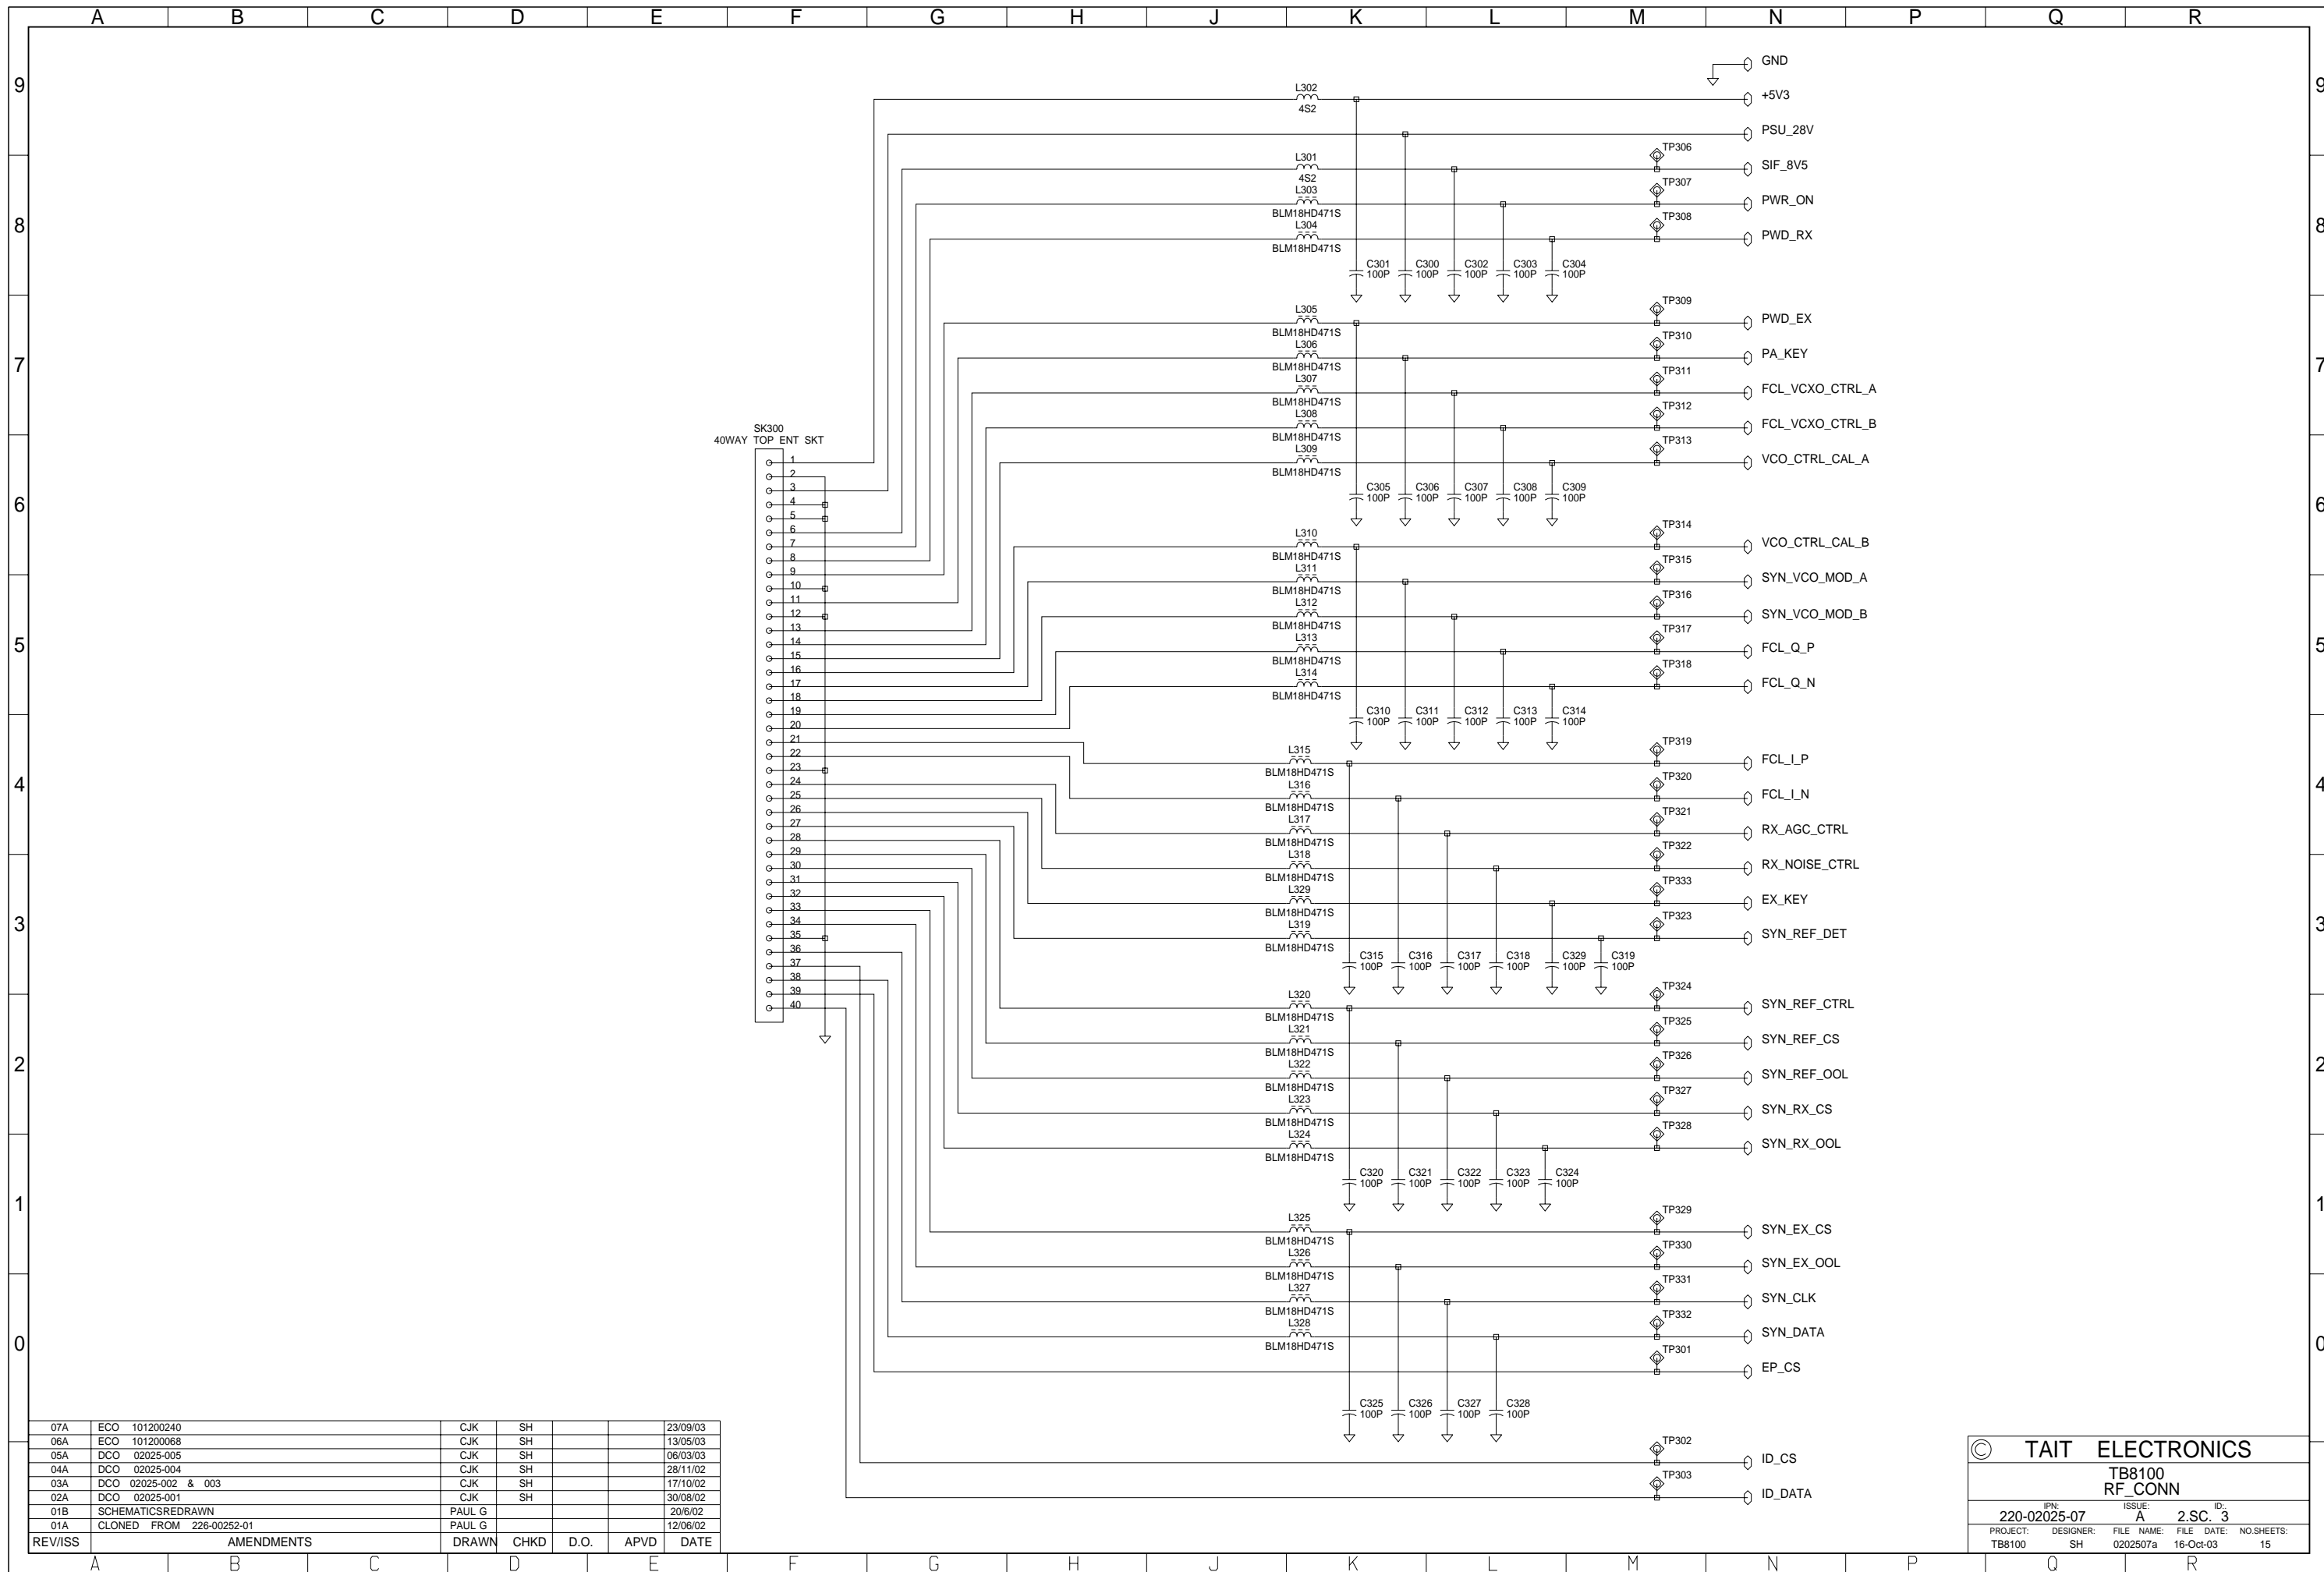 A B C D E F G H J K L M N P Q R
9 9
8 8
7 7
6 6
5 5
4 4
3 3
2 2
1 1
0 0
GND
L302
4S2
+5V3
PSU_28V
L301
4S2
TP306
SIF_8V5
L303
BLM18HD471S
TP307
PWR_ON
L304
BLM18HD471S
TP308
PWD_RX
C301 100P
C300 100P
C302 100P
C303 100P
C304 100P
L305
BLM18HD471S
TP309
PWD_EX
L306
BLM18HD471S
TP310
PA_KEY
L307
BLM18HD471S
TP311
FCL_VCXO_CTRL_A
L308
BLM18HD471S
TP312
FCL_VCXO_CTRL_B
L309
BLM18HD471S
TP313
VCO_CTRL_CAL_A
C305 100P
C306 100P
C307 100P
C308 100P
C309 100P
SK300
40WAY TOP ENT SKT
1
2
3
4
5
6
7
8
9
10
11
12
13
14
15
16
17
18
19
20
21
22
23
24
25
26
27
28
29
30
31
32
33
34
35
36
37
38
39
40
L310
BLM18HD471S
TP314
VCO_CTRL_CAL_B
L311
BLM18HD471S
TP315
SYN_VCO_MOD_A
L312
BLM18HD471S
TP316
SYN_VCO_MOD_B
L313
BLM18HD471S
TP317
FCL_Q_P
L314
BLM18HD471S
TP318
FCL_Q_N
C310 100P
C311 100P
C312 100P
C313 100P
C314 100P
L315
BLM18HD471S
TP319
FCL_I_P
L316
BLM18HD471S
TP320
FCL_I_N
L317
BLM18HD471S
TP321
RX_AGC_CTRL
L318
BLM18HD471S
TP322
RX_NOISE_CTRL
L329
BLM18HD471S
TP333
EX_KEY
L319
BLM18HD471S
TP323
SYN_REF_DET
C315 100P
C316 100P
C317 100P
C318 100P
C329 100P
C319 100P
L320
BLM18HD471S
TP324
SYN_REF_CTRL
L321
BLM18HD471S
TP325
SYN_REF_CS
L322
BLM18HD471S
TP326
SYN_REF_OOL
L323
BLM18HD471S
TP327
SYN_RX_CS
L324
BLM18HD471S
TP328
SYN_RX_OOL
C320 100P
C321 100P
C322 100P
C323 100P
C324 100P
L325
BLM18HD471S
TP329
SYN_EX_CS
L326
BLM18HD471S
TP330
SYN_EX_OOL
L327
BLM18HD471S
TP331
SYN_CLK
L328
BLM18HD471S
TP332
SYN_DATA
TP301
EP_CS
C325 100P
C326 100P
C327 100P
C328 100P
TP302
ID_CS
TP303
ID_DATA
07A ECO 101200240 CJK SH 23/09/03
06A ECO 101200068 CJK SH 13/05/03
05A DCO 02025-005 CJK SH 06/03/03
04A DCO 02025-004 CJK SH 28/11/02
03A DCO 02025-002 & 003 CJK SH 17/10/02
02A DCO 02025-001 CJK SH 30/08/02
01B SCHEMATICSREDRAWN PAUL G 20/6/02
01A CLONED FROM 226-00252-01 PAUL G 12/06/02
REV/ISS AMENDMENTS DRAWN CHKD D.O. APVD DATE
© TAIT ELECTRONICS
TB8100
RF_CONN
IPN: ISSUE: ID:.
220-02025-07 A 2.SC. 3
PROJECT: DESIGNER: FILE NAME: FILE DATE: NO.SHEETS:
TB8100 SH 0202507a 16-Oct-03 15
A B C D E F G H J K L M N P Q R